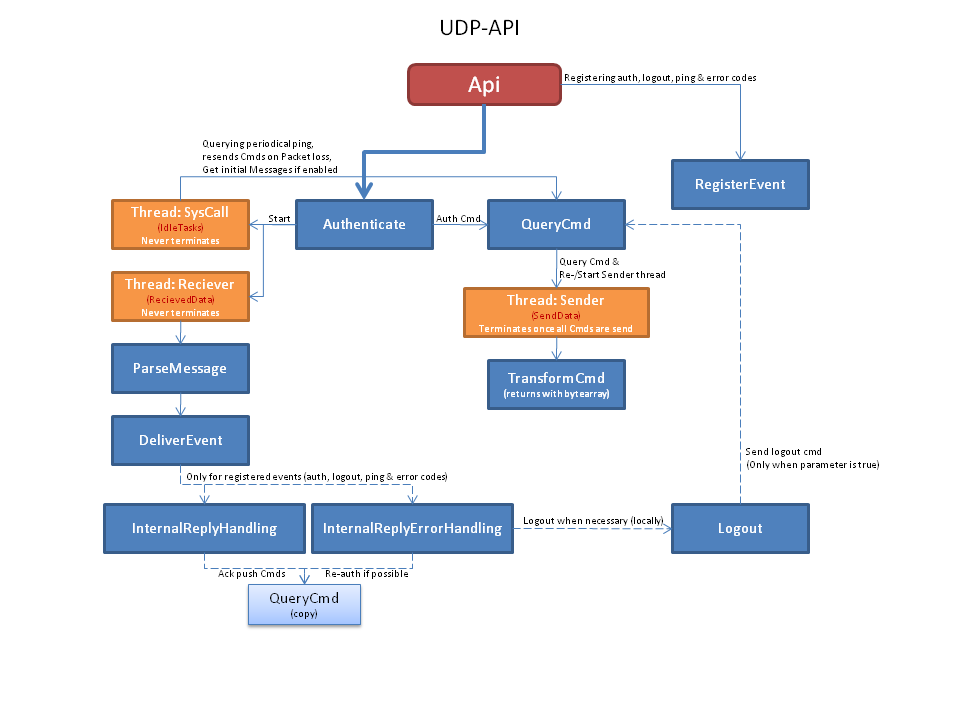 UDP-API
Api
Registering auth, logout, ping & error codes
Querying periodical ping,
resends Cmds on Packet loss,
Get initial Messages if enabled
RegisterEvent
Thread: SysCall
(IdleTasks)
Never terminates
Start
Authenticate
Auth Cmd
QueryCmd
Query Cmd &
Re-/Start Sender thread
Thread: Reciever
(RecievedData)
Never terminates
Thread: Sender
(SendData)
Terminates once all Cmds are send
ParseMessage
TransformCmd
(returns with bytearray)
DeliverEvent
Send logout cmd
(Only when parameter is true)
Only for registered events (auth, logout, ping & error codes)
InternalReplyHandling
InternalReplyErrorHandling
Logout when necessary (locally)
Logout
Ack push Cmds
Re-auth if possible
QueryCmd
(copy)